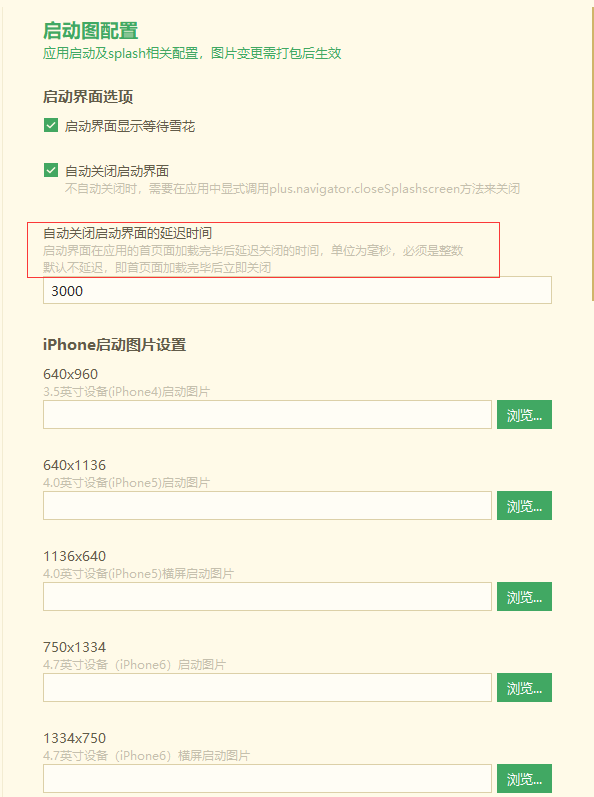 启动图配置
应用启动及splash相关配置，图片变更需打包后生效
启动界面选项
启动界面显示等待雪花
自动关闭启动界面
不自动关闭时，需要在应用中显式调用plus.navigator.closeSplashscreen方法来关闭
自动关闭启动界面的延迟时间
启动界面在应用的首页面加载完毕后延迟关闭的时间，单位为毫秒，必须是整数
默认不延迟，即首页面加载完毕后立即关闭
3000
iPhone启动图片设置
640x960
3.5英寸设备(iPhone4)启动图片
浏览...
640x1136
4.0英寸设备(iPhone5)启动图片
浏览...
1136x640
4.0英寸设备(iPhone5)横屏启动图片
浏览...
750x1334
4.7英寸设备（iPhone6）启动图片
浏览...
1334x750
4.7英寸设备（iPhone6）横屏启动图片
浏览...